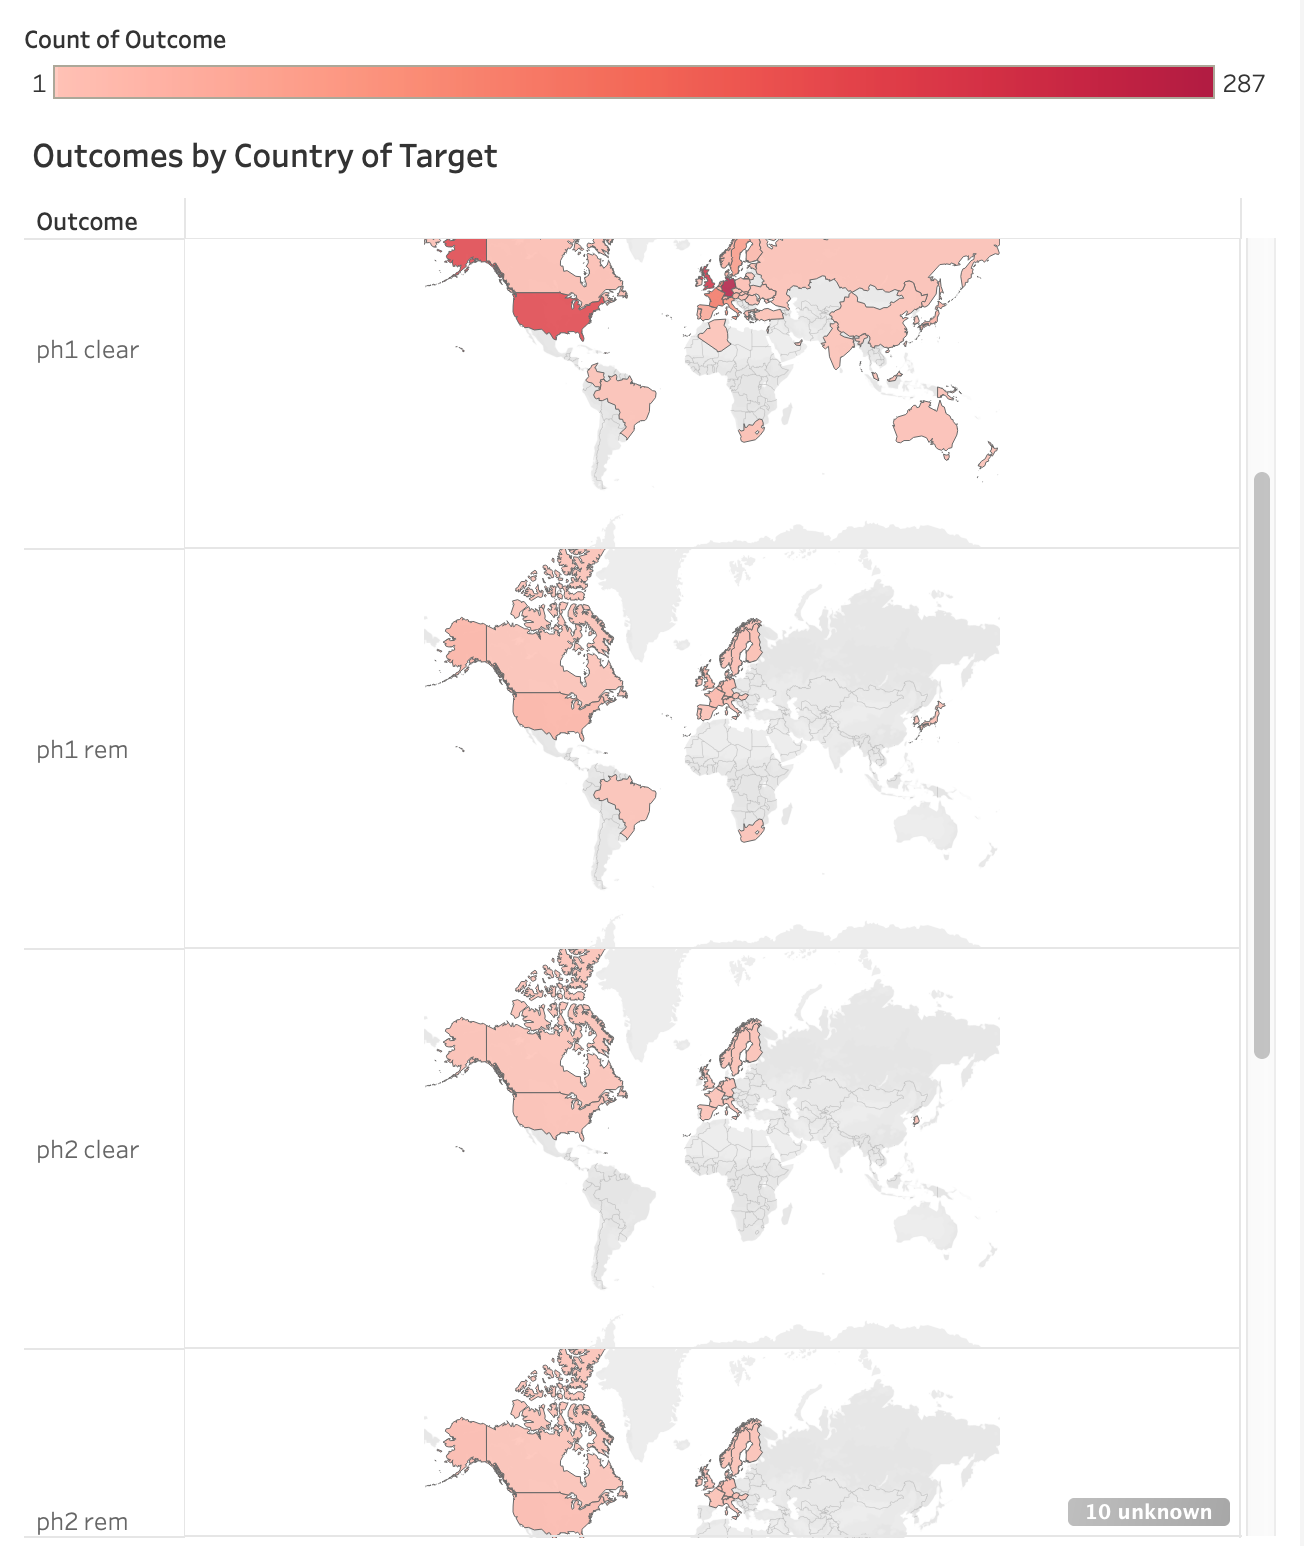 Count of Outcome
1 287
Outcomes by Country of Target
Outcome
ph1 clear
ph1 rem
ph2 clear
ph2 rem
10 unknown